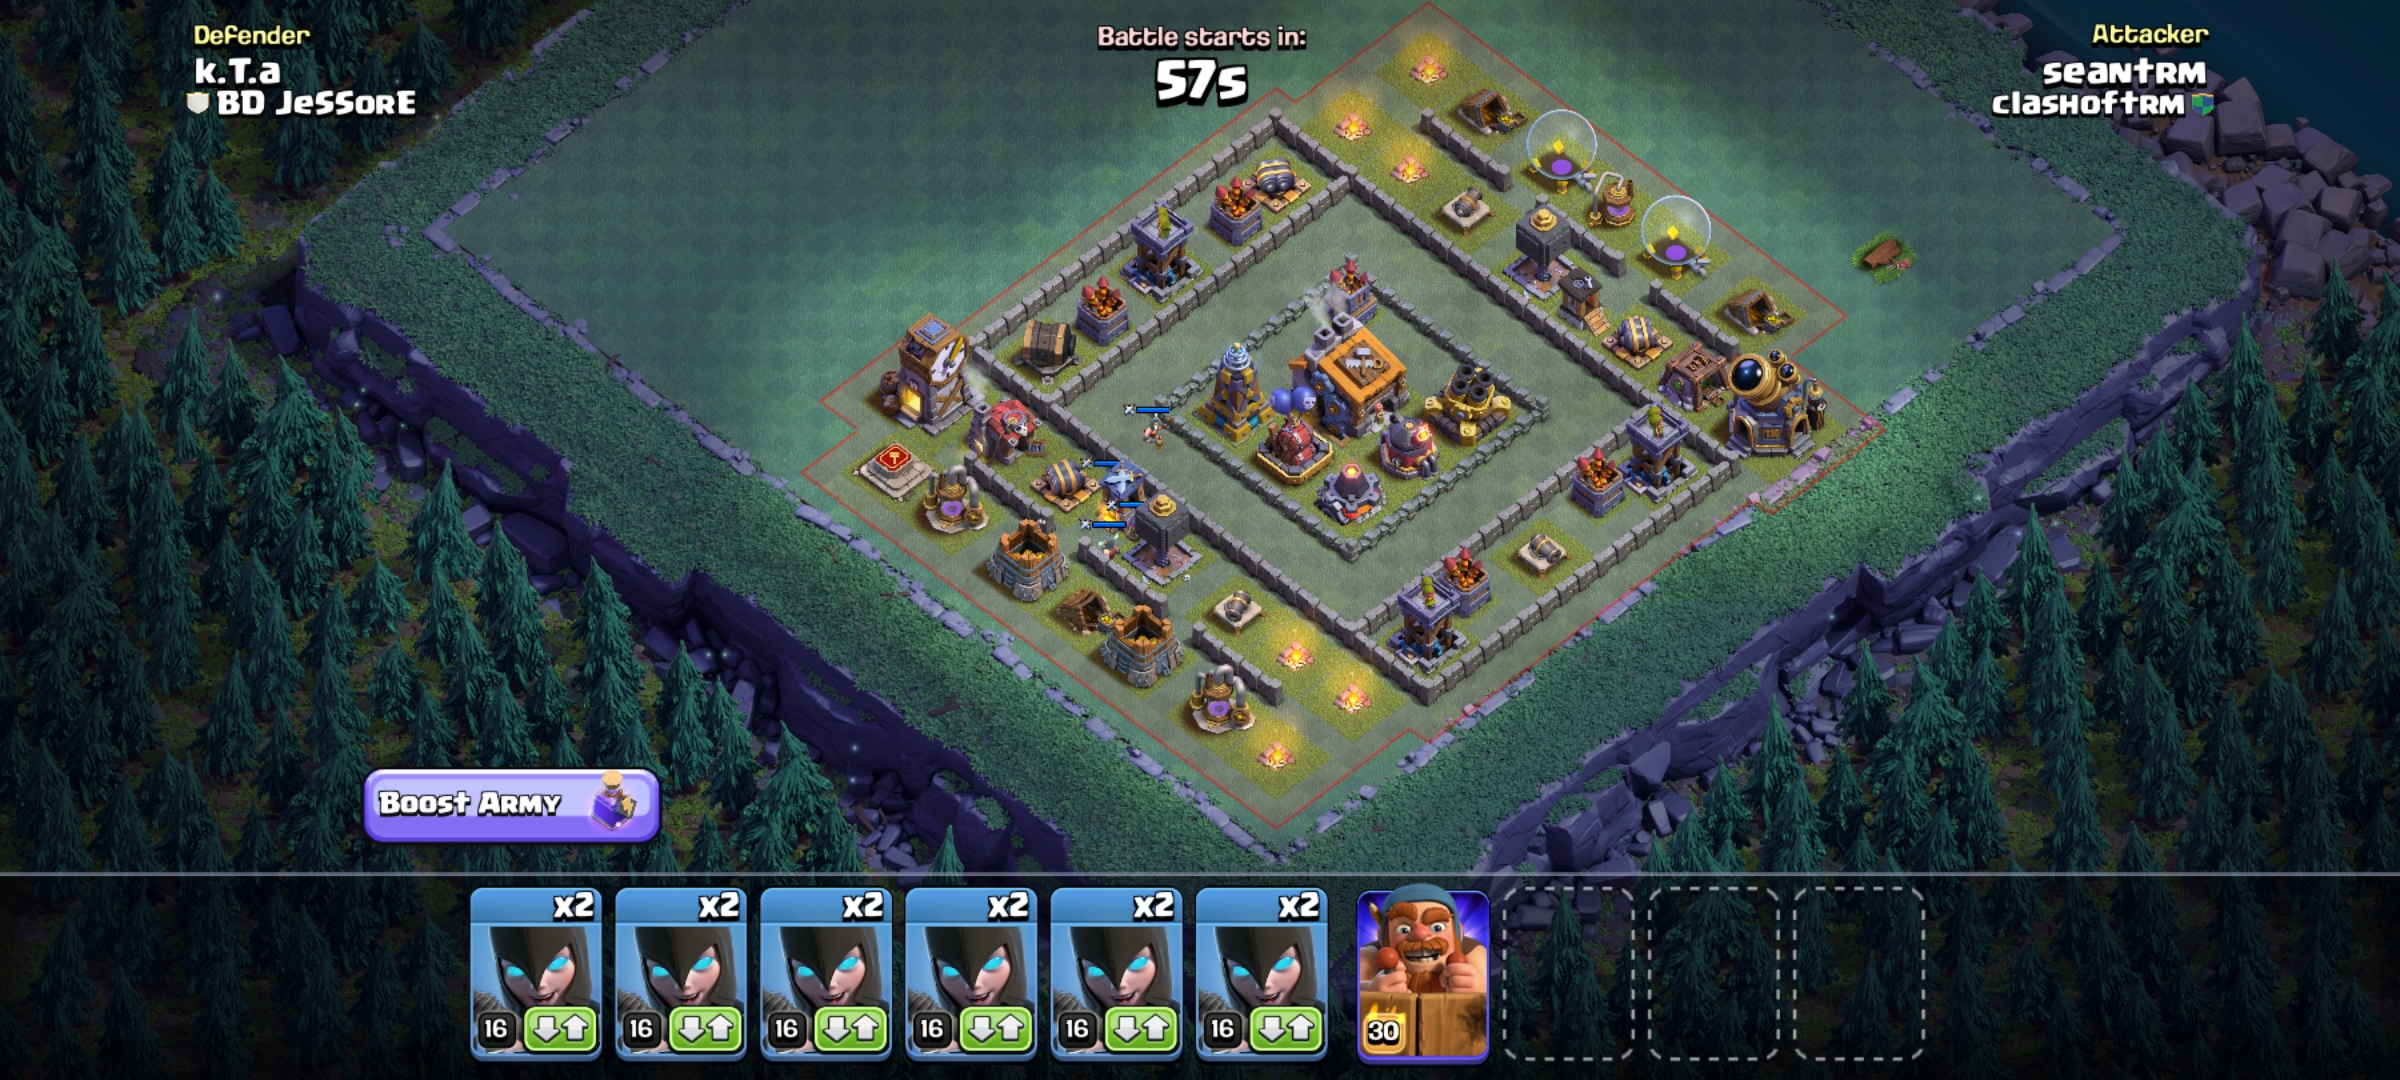 Defender
k.T.a
BD JeSSorE
Battle starts in:
57s
Attacker
seantRM
clashoftRM
Boost Army
x2
x2
x2
x2
x2
x2
16
16
16
16
16
16
30